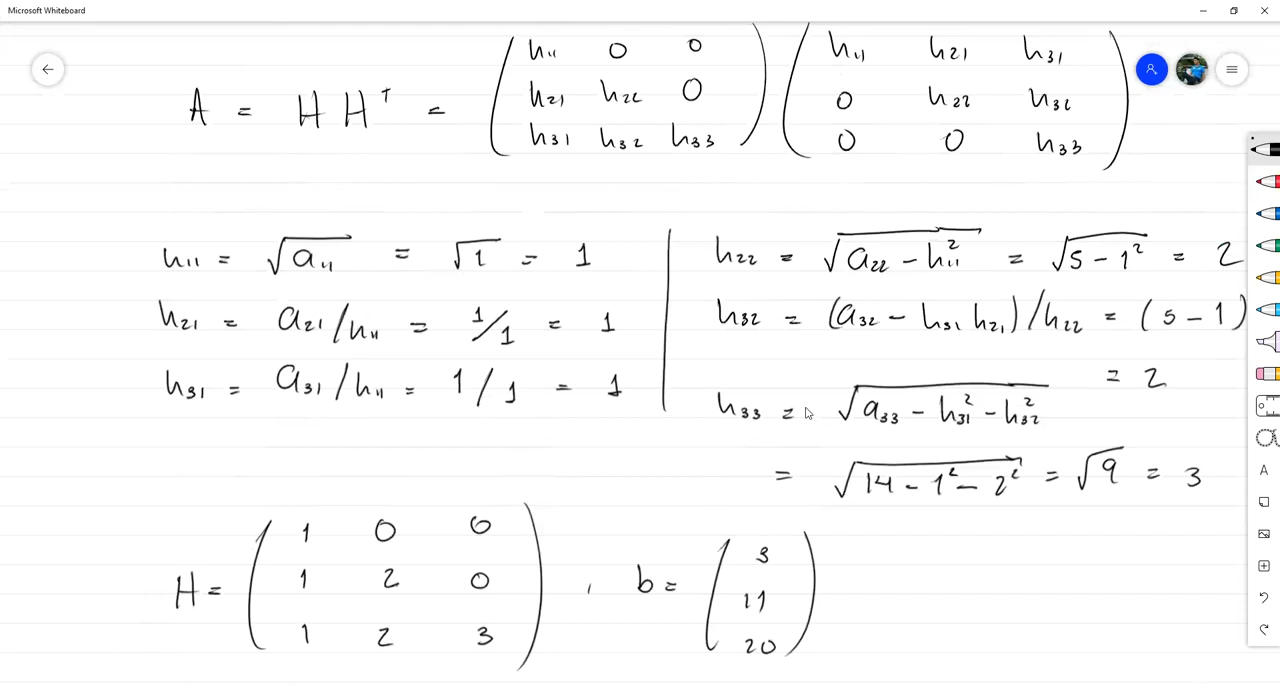 Microsoft Whiteboard
A = H Hᵀ = ( h11 0 0 ; h21 h22 0 ; h31 h32 h33 ) ( h11 h21 h31 ; 0 h22 h32 ; 0 0 h33 )
h11 = √a11 = √1 = 1
h21 = a21/h11 = 1/1 = 1
h31 = a31/h11 = 1/1 = 1
h22 = √(a22 - h11²) = √(5 - 1²) = 2
h32 = (a32 - h31 h21)/h22 = (5 - 1)
= 2
h33 = √(a33 - h31² - h32²)
= √(14 - 1² - 2²) = √9 = 3
H = ( 1 0 0 ; 1 2 0 ; 1 2 3 ) , b = ( 3 ; 11 ; 20 )
A